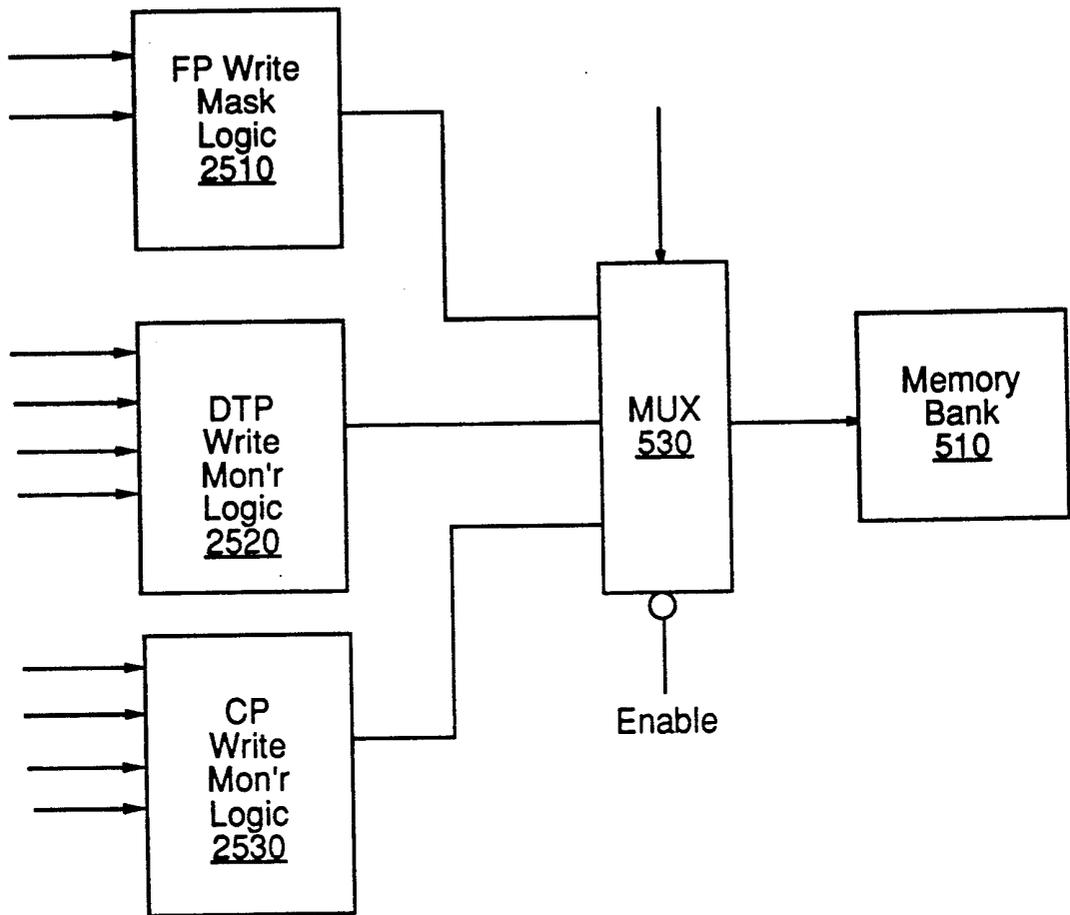 FP Write
Mask
Logic
2510
DTP
Write
Mon'r
Logic
2520
CP
Write
Mon'r
Logic
2530
MUX
530
Enable
Memory
Bank
510